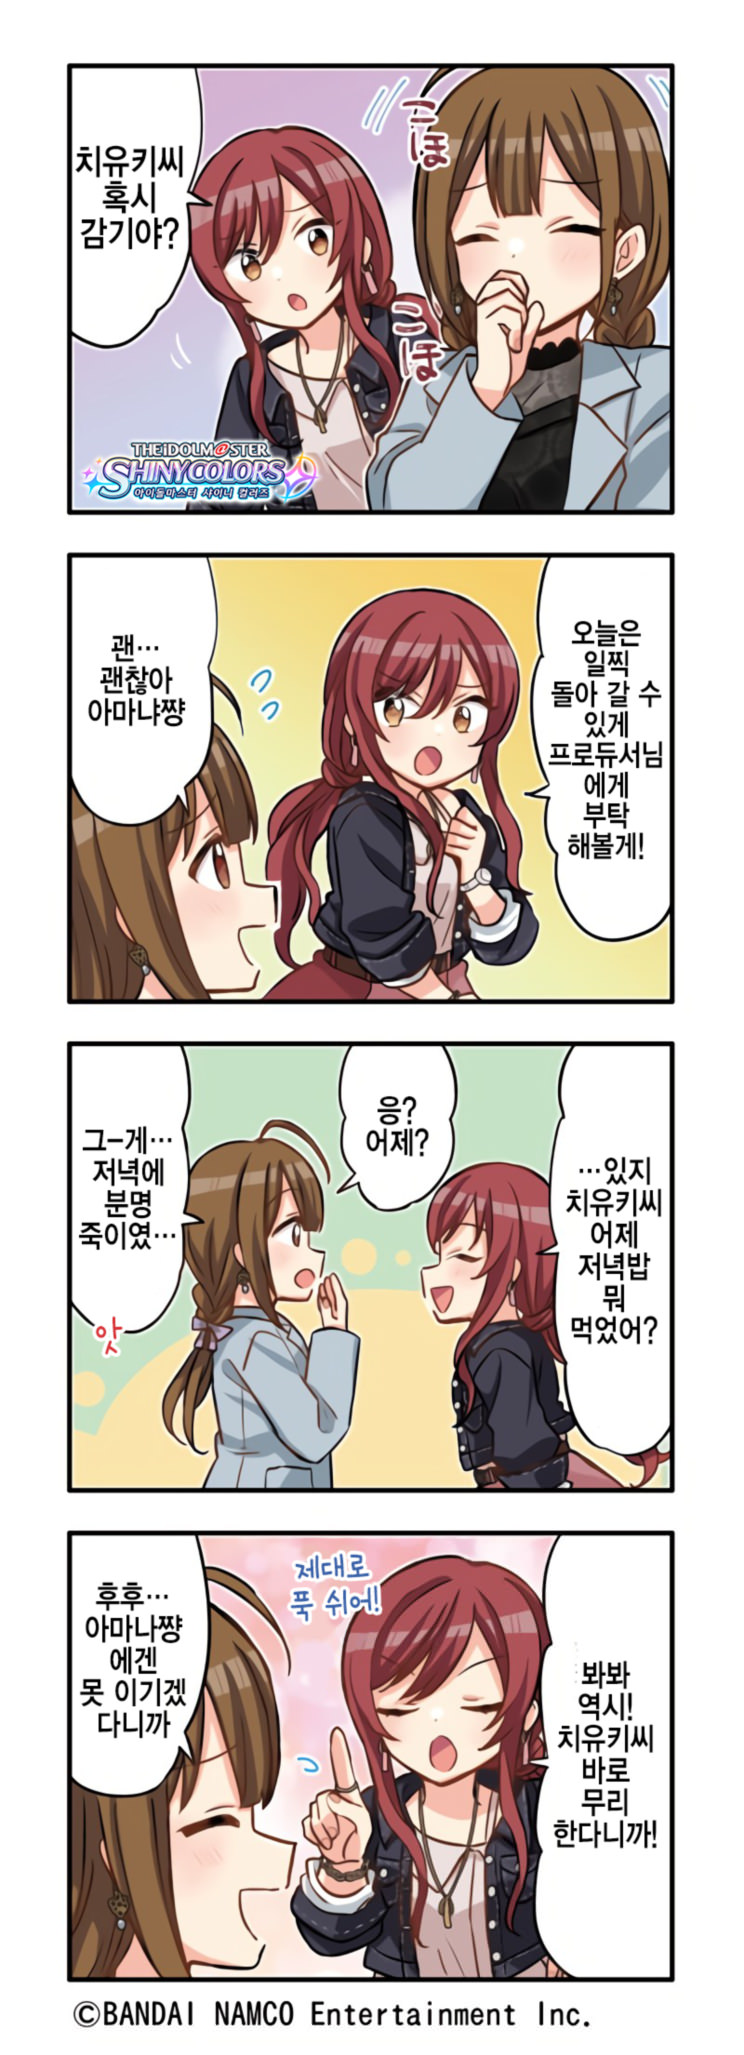 치유키씨
혹시
감기야?
こほ
こほ
THE iDOLM@STER
SHINYCOLORS
아이돌마스터 샤이니 컬러즈
오늘은
일찍
돌아 갈 수
있게
프로듀서님
에게
부탁
해볼게!
괜…
괜찮아
아마냐쨩
…있지
치유키씨
어제
저녁밥
뭐
먹었어?
응?
어제?
그-게…
저녁에
분명
죽이였…
앗
제대로
푹 쉬어!
봐봐
역시!
치유키씨
바로
무리
한다니까!
후후…
아마나쨩
에겐
못 이기겠
다니까
©BANDAI NAMCO Entertainment Inc.